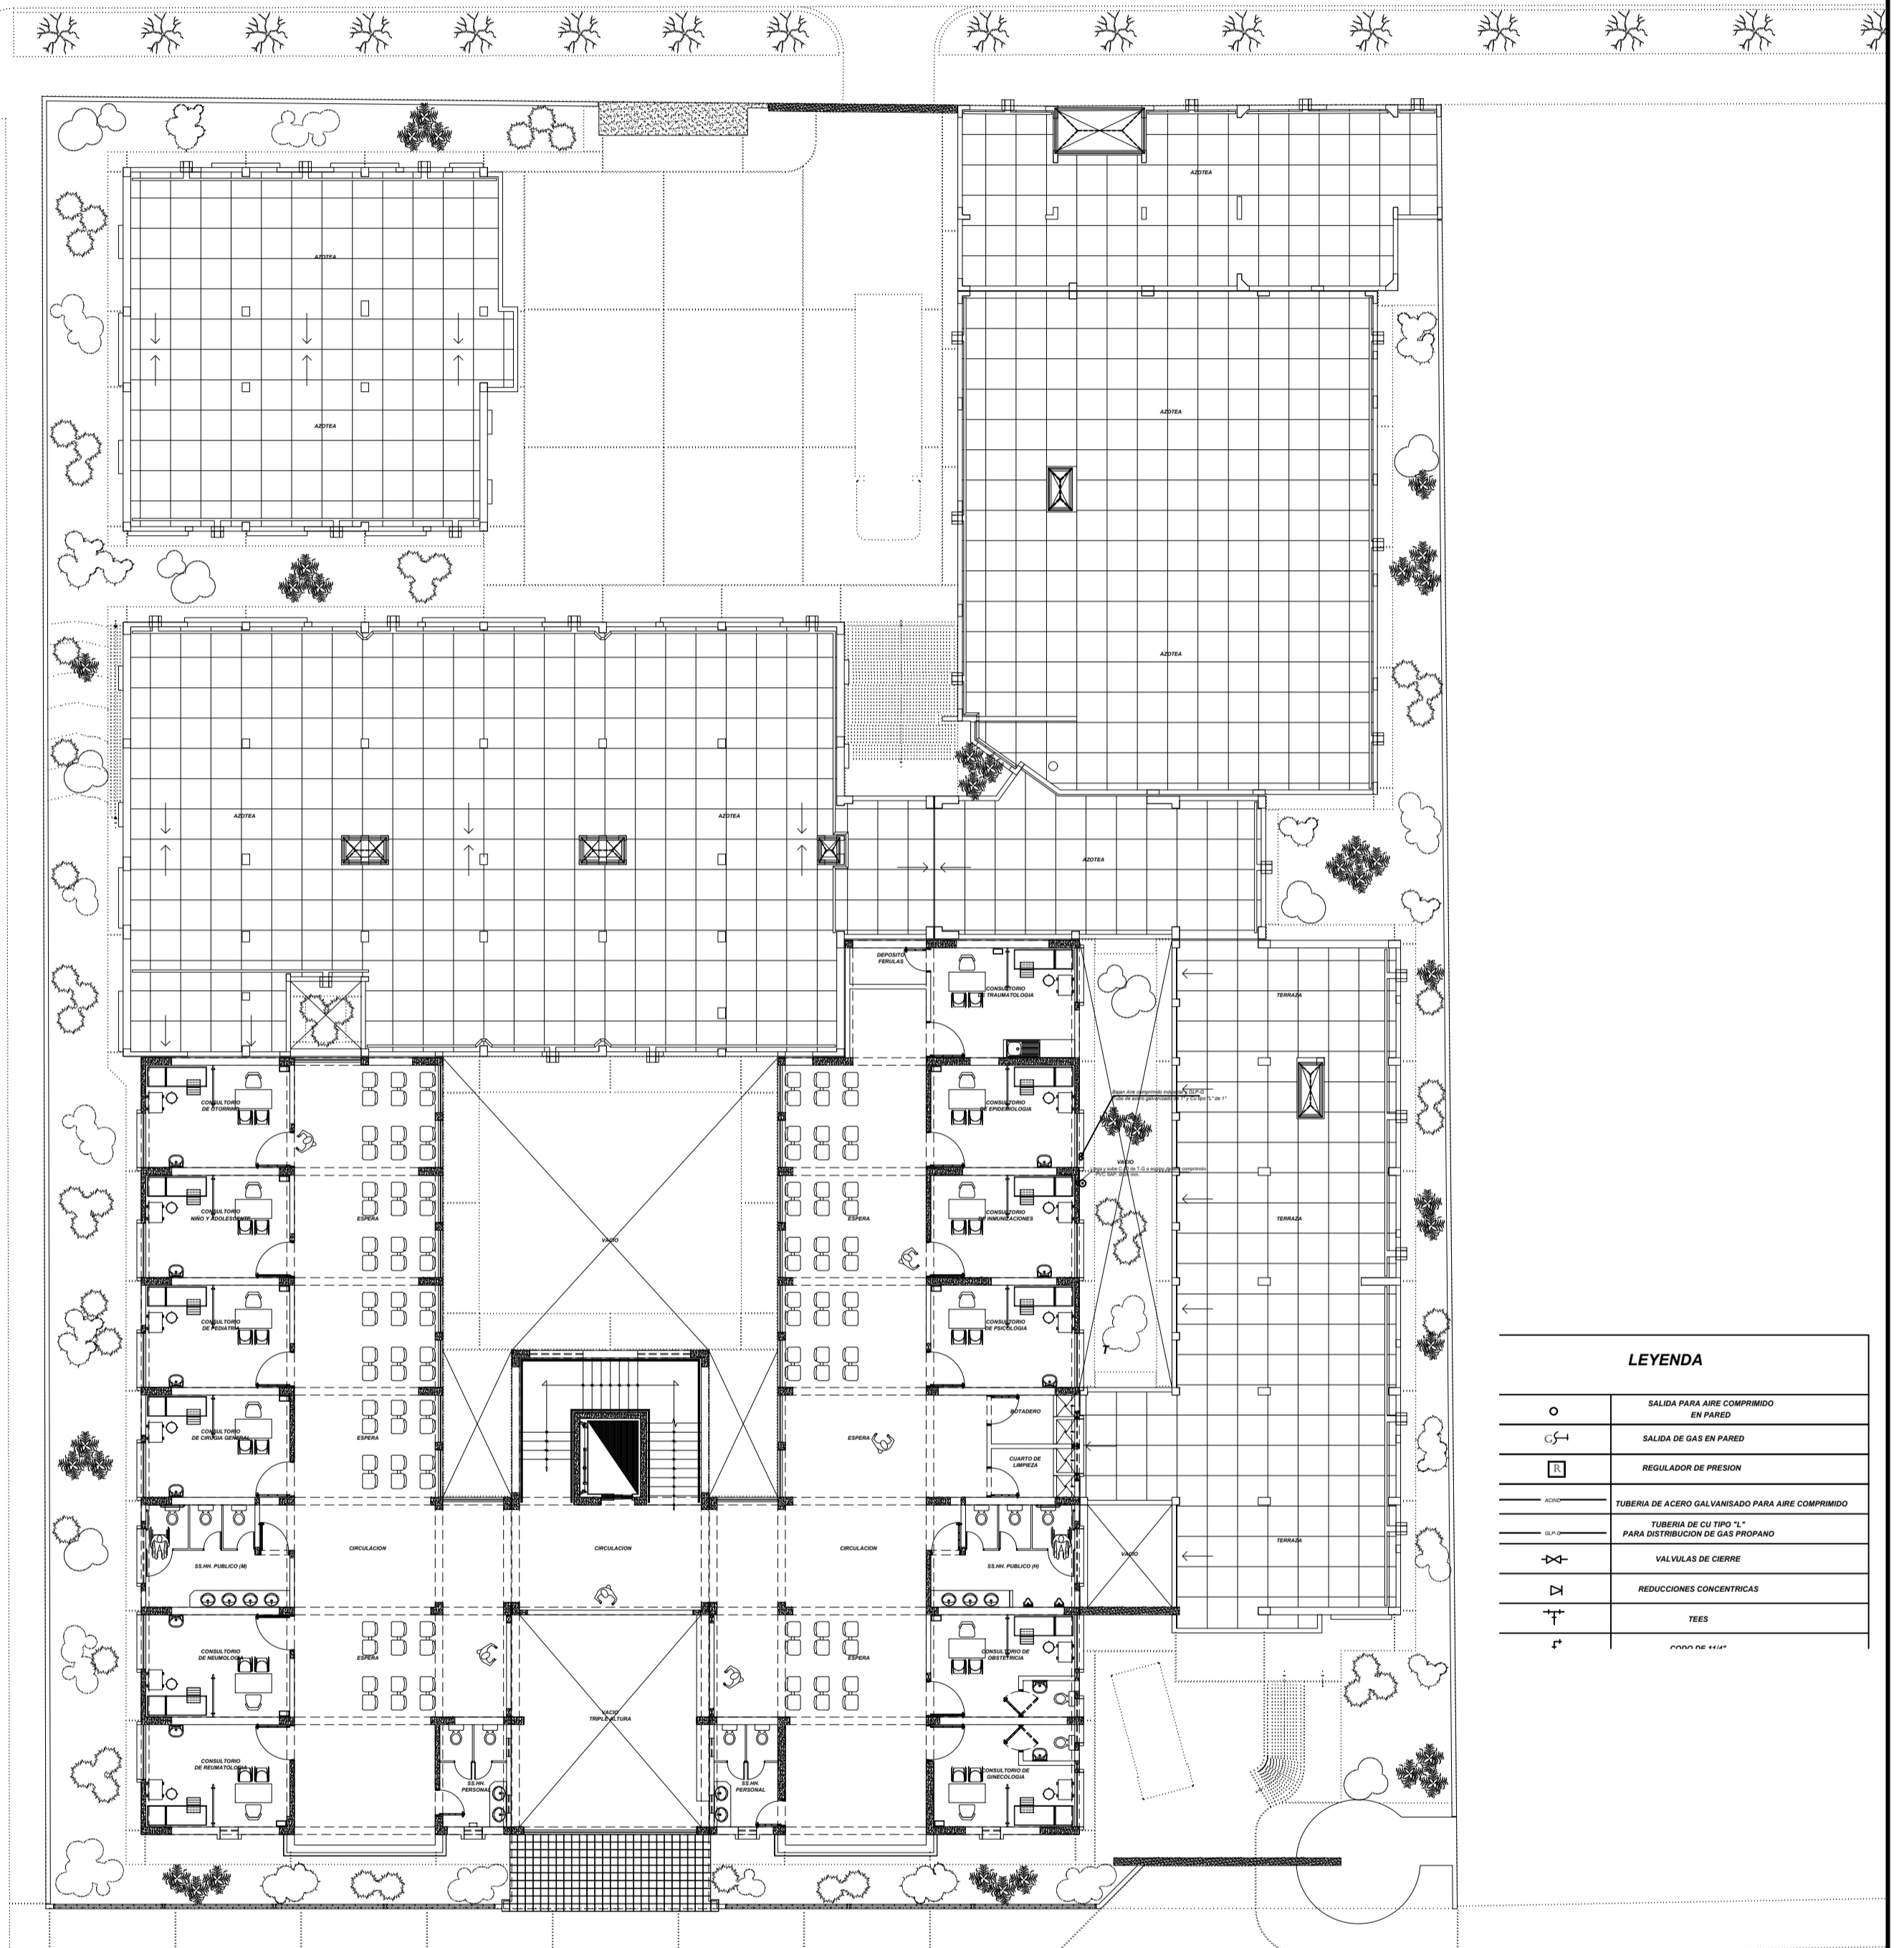 AZOTEA
AZOTEA
AZOTEA
AZOTEA
AZOTEA
AZOTEA
AZOTEA
AZOTEA
DEPOSITO
FERULAS
CONSULTORIO
DE TRAUMATOLOGIA
TERRAZA
CONSULTORIO
DE OTORRINO
CONSULTORIO
DE EPIDEMIOLOGIA
VACIO
CONSULTORIO
NIÑO Y ADOLESCENTE
ESPERA
VACIO
ESPERA
CONSULTORIO
DE INMUNIZACIONES
TERRAZA
CONSULTORIO
DE PEDIATRIA
CONSULTORIO
DE PSICOLOGIA
T
CONSULTORIO
DE CIRUGIA GENERAL
ESPERA
ESPERA
BOTADERO
CUARTO DE
LIMPIEZA
SS.HH. PUBLICO (M)
CIRCULACION
CIRCULACION
CIRCULACION
SS.HH. PUBLICO (H)
VACIO
TERRAZA
CONSULTORIO
DE NEUMOLOGIA
ESPERA
ESPERA
CONSULTORIO DE
OBSTETRICIA
VACIO
TRIPLE ALTURA
CONSULTORIO
DE REUMATOLOGIA
SS.HH.
PERSONAL
SS.HH.
PERSONAL
CONSULTORIO DE
GINECOLOGIA
LEYENDA
SALIDA PARA AIRE COMPRIMIDO
EN PARED
G
SALIDA DE GAS EN PARED
R
REGULADOR DE PRESION
ACIND
TUBERIA DE ACERO GALVANISADO PARA AIRE COMPRIMIDO
GLP-G
TUBERIA DE CU TIPO "L"
PARA DISTRIBUCION DE GAS PROPANO
VALVULAS DE CIERRE
REDUCCIONES CONCENTRICAS
TEES